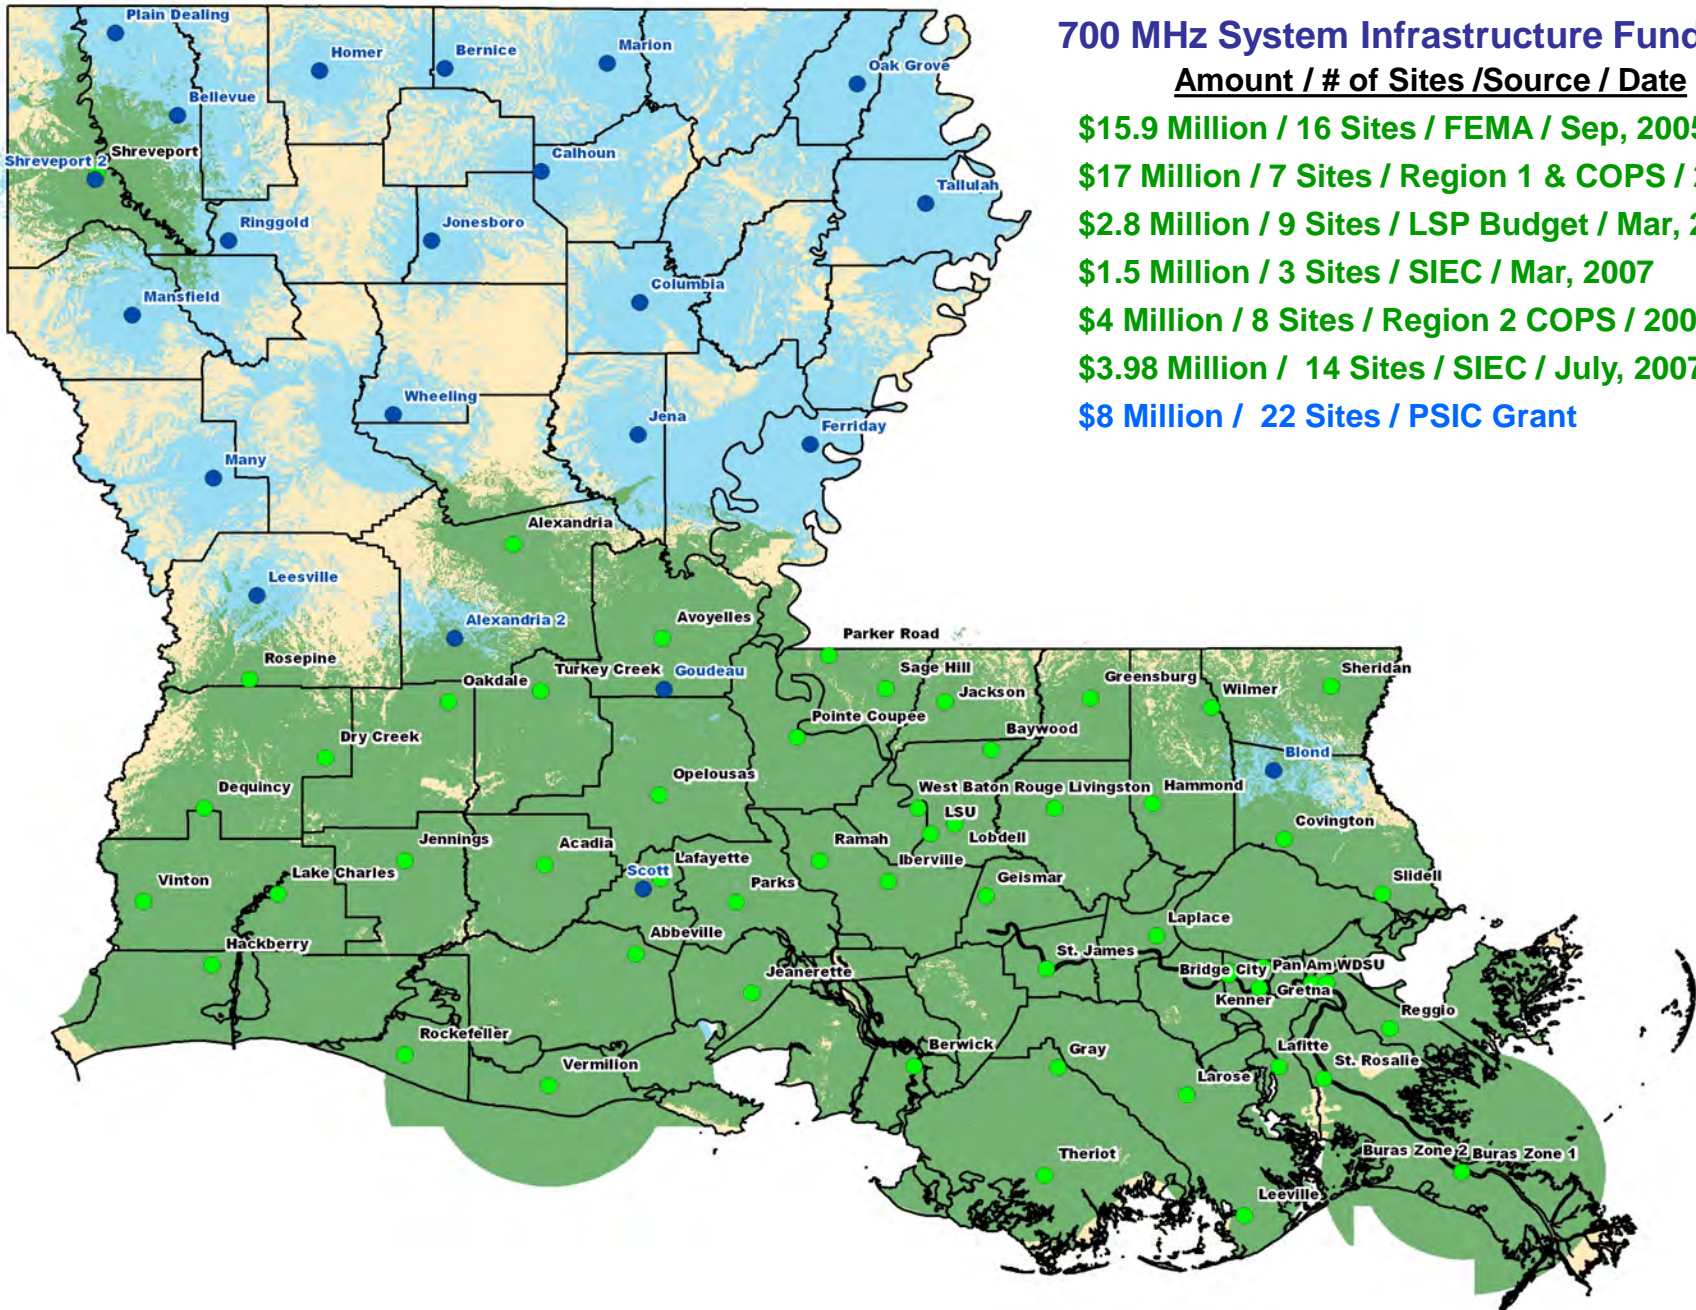 700 MHz System Infrastructure Fund
Amount / # of Sites /Source / Date
$15.9 Million / 16 Sites / FEMA / Sep, 2005
$17 Million / 7 Sites / Region 1 & COPS /
$2.8 Million / 9 Sites / LSP Budget / Mar,
$1.5 Million / 3 Sites / SIEC / Mar, 2007
$4 Million / 8 Sites / Region 2 COPS / 200
$3.98 Million / 14 Sites / SIEC / July, 2007
$8 Million / 22 Sites / PSIC Grant
Plain Dealing
Homer
Bernice
Marion
Oak Grove
Bellevue
Shreveport 2
Shreveport
Calhoun
Tallulah
Ringgold
Jonesboro
Mansfield
Columbia
Wheeling
Jena
Ferriday
Many
Alexandria
Leesville
Alexandria 2
Avoyelles
Parker Road
Rosepine
Oakdale
Turkey Creek
Goudeau
Sage Hill
Jackson
Greensburg
Wilmer
Sheridan
Dry Creek
Pointe Coupee
Baywood
Blond
Dequincy
Opelousas
West Baton Rouge
Livingston
Hammond
LSU
Lobdell
Covington
Jennings
Acadia
Lafayette
Ramah
Iberville
Scott
Vinton
Lake Charles
Parks
Geismar
Slidell
Hackberry
Abbeville
Laplace
St. James
Jeanerette
Bridge City
Pan Am
WDSU
Kenner
Gretna
Reggio
Rockefeller
Vermilion
Berwick
Gray
Lafitte
St. Rosalie
Larose
Theriot
Buras Zone 2
Buras Zone 1
Leeville